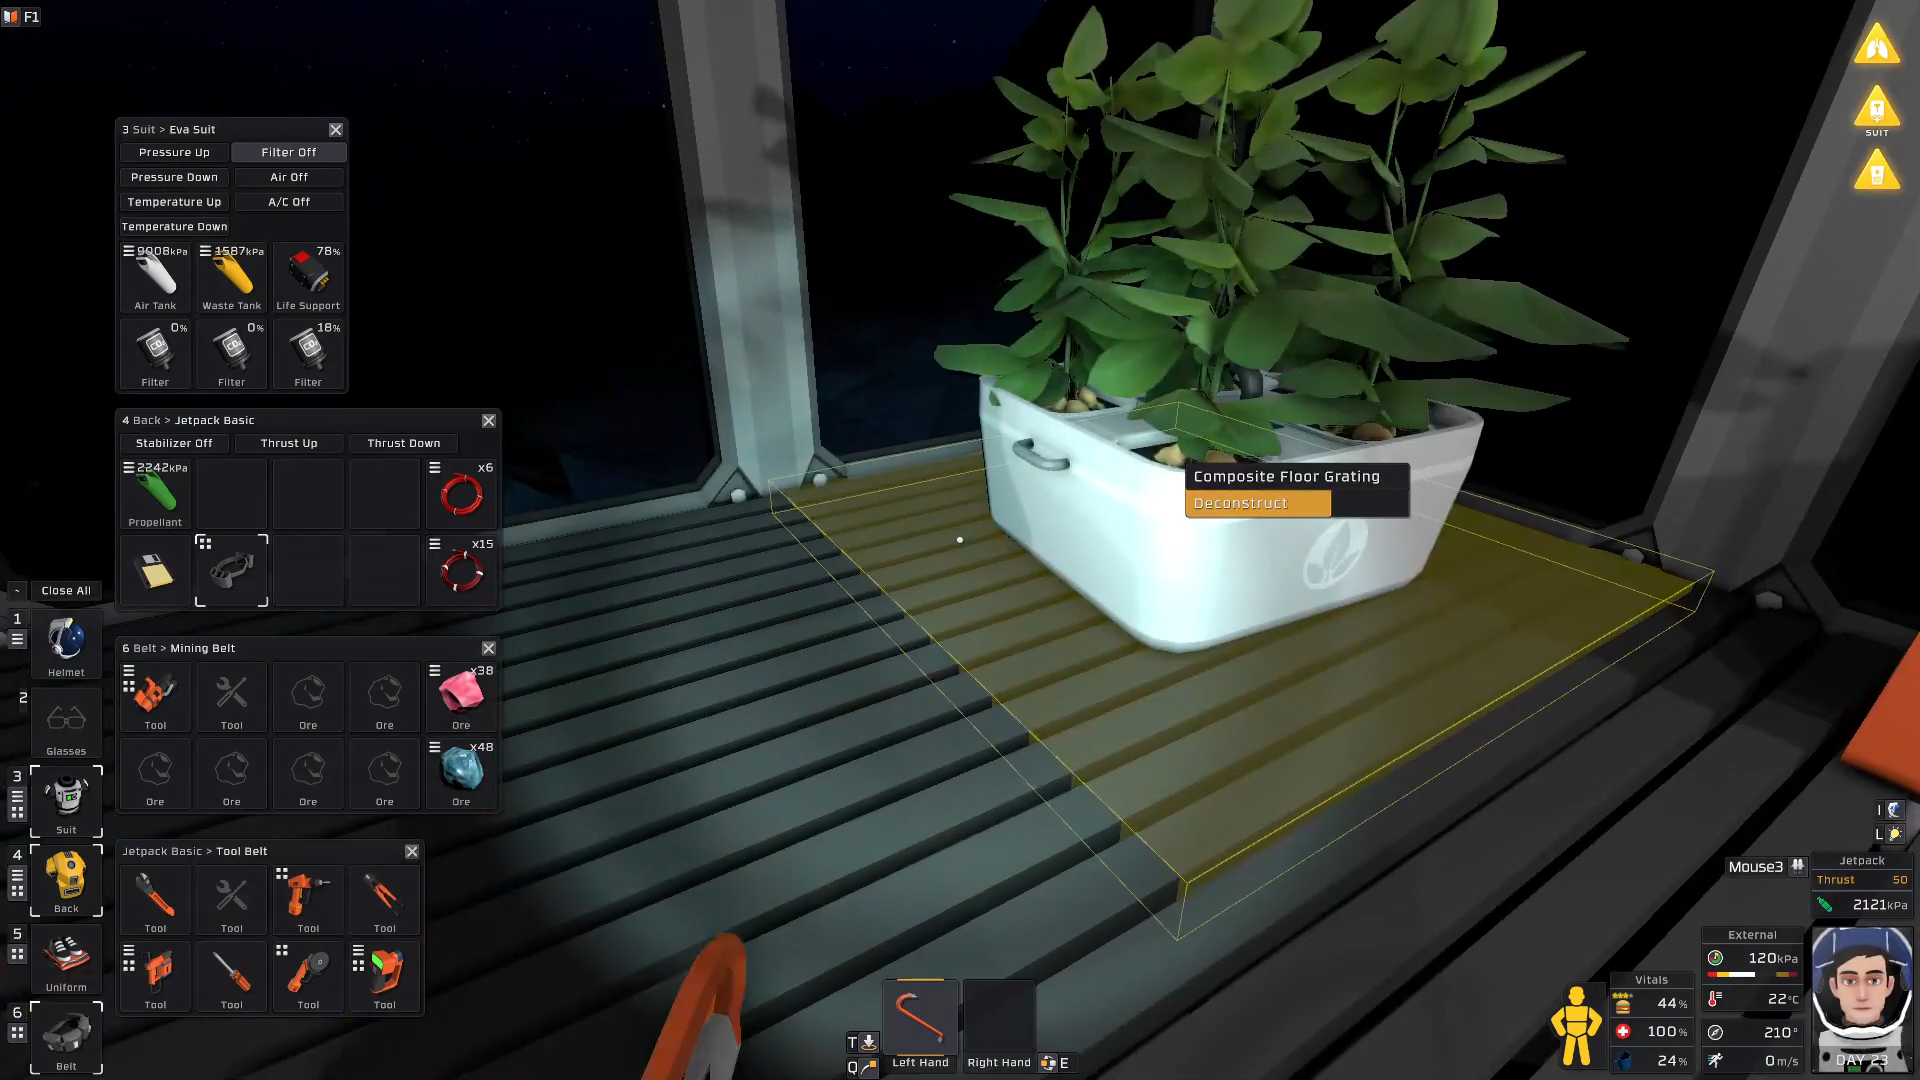 F1
3 Suit > Eva Suit
Pressure Up
Filter Off
Pressure Down
Air Off
Temperature Up
A/C Off
Temperature Down
9008kPa
1587kPa
78%
Air Tank
Waste Tank
Life Support
0%
0%
18%
CO₂
CO₂
CO₂
Filter
Filter
Filter
4 Back > Jetpack Basic
Stabilizer Off
Thrust Up
Thrust Down
2242kPa
x6
Propellant
x15
~
Close All
1
Helmet
2
Glasses
3
Suit
4
Back
5
Uniform
6
Belt
6 Belt > Mining Belt
x38
Tool
Tool
Ore
Ore
Ore
x48
Ore
Ore
Ore
Ore
Ore
Jetpack Basic > Tool Belt
Tool
Tool
Tool
Tool
Tool
Tool
Tool
Tool
Composite Floor Grating
Deconstruct
SUIT
I
L
Mouse3
Jetpack
Thrust 50
2121kPa
External
120kPa
22°C
210°
0m/s
Vitals
44%
100%
24%
DAY 23
T
Q
Left Hand
Right Hand
E